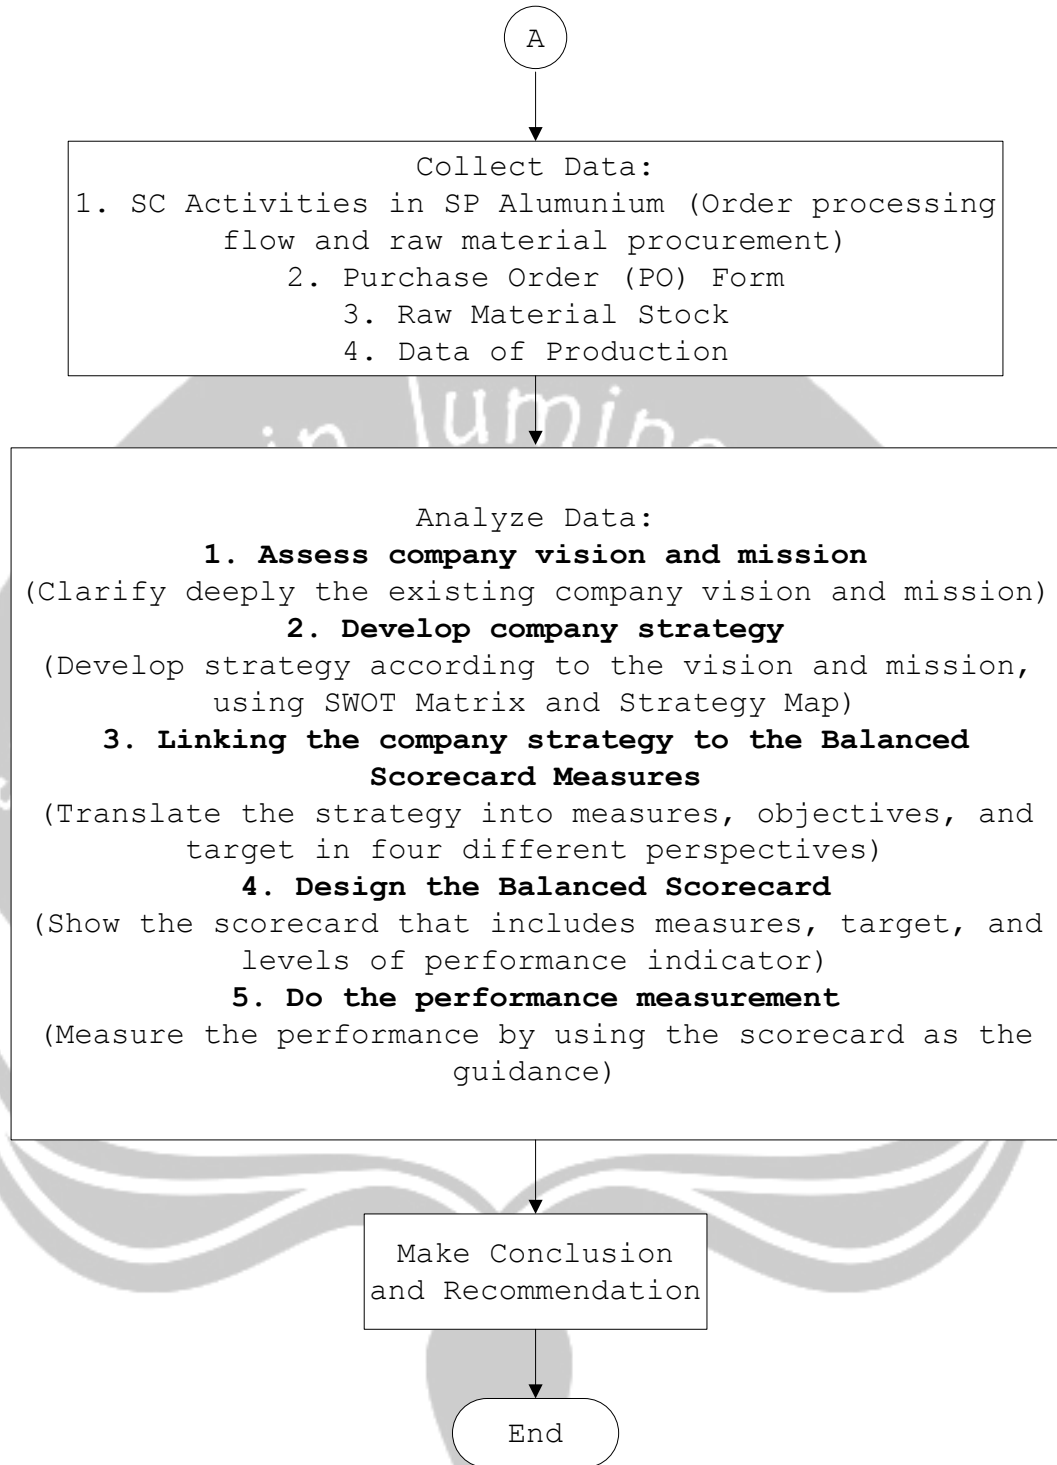 A
Collect Data:
1. SC Activities in SP Alumunium (Order processing
flow and raw material procurement)
2. Purchase Order (PO) Form
3. Raw Material Stock
4. Data of Production
in lumine
Analyze Data:
1. Assess company vision and mission
(Clarify deeply the existing company vision and mission)
2. Develop company strategy
(Develop strategy according to the vision and mission,
using SWOT Matrix and Strategy Map)
3. Linking the company strategy to the Balanced
Scorecard Measures
(Translate the strategy into measures, objectives, and
target in four different perspectives)
4. Design the Balanced Scorecard
(Show the scorecard that includes measures, target, and
levels of performance indicator)
5. Do the performance measurement
(Measure the performance by using the scorecard as the
guidance)
Make Conclusion
and Recommendation
End